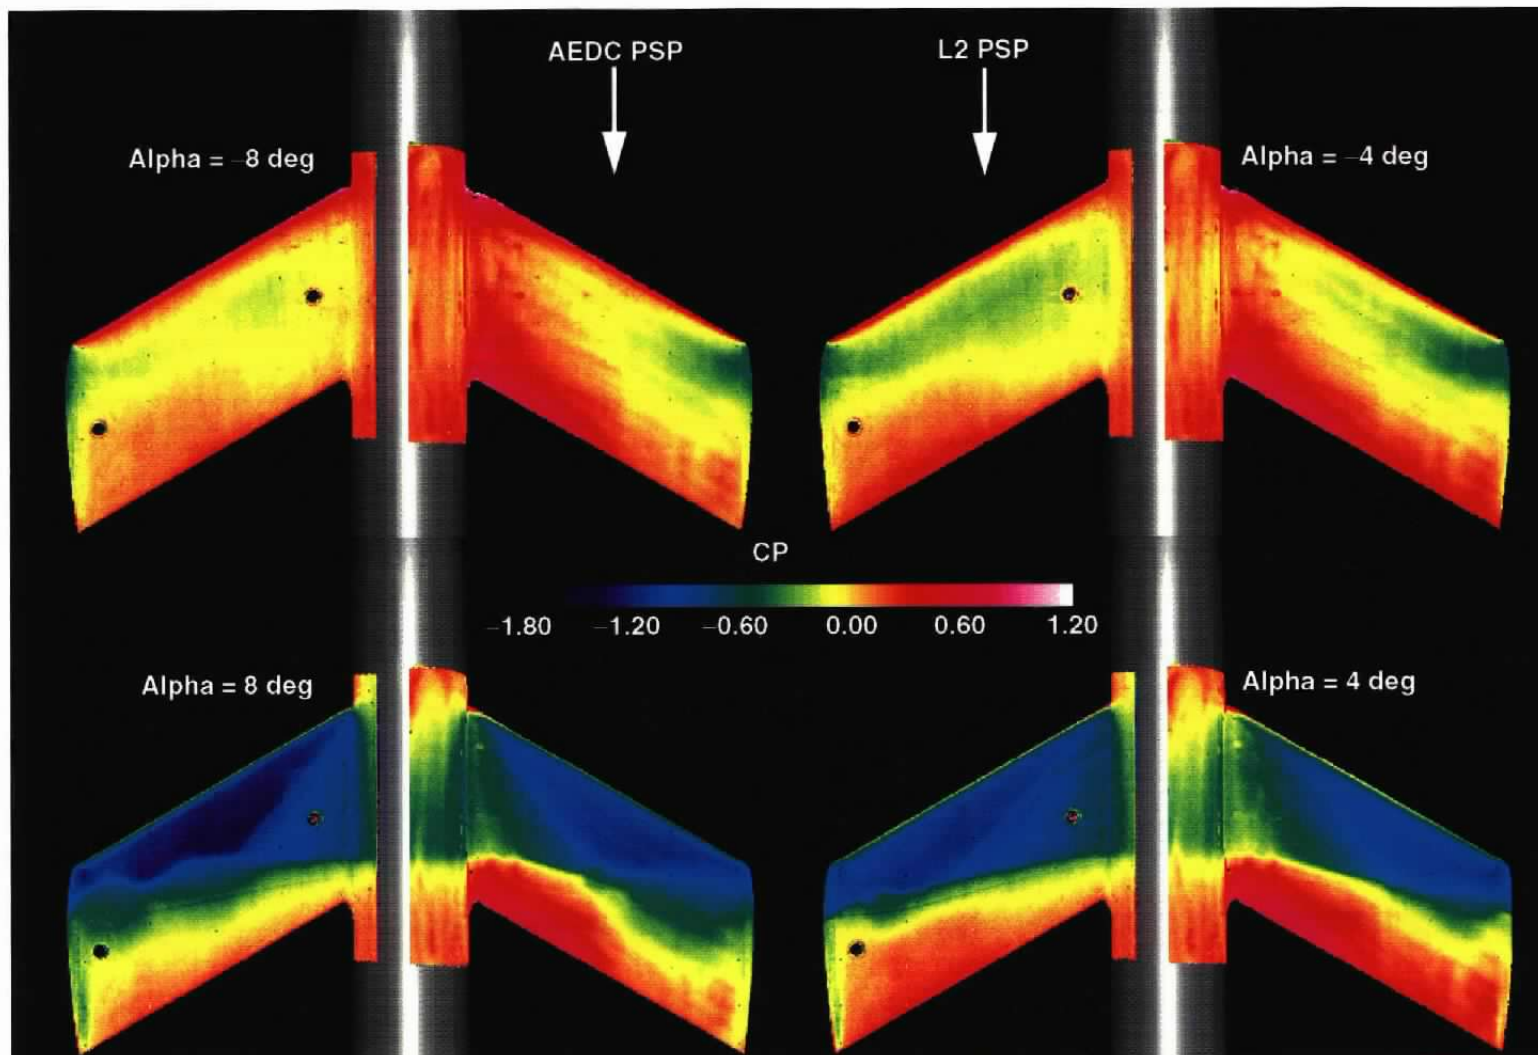 AEDC PSP
L2 PSP
Alpha = −8 deg
Alpha = −4 deg
CP
−1.80 −1.20 −0.60 0.00 0.60 1.20
Alpha = 8 deg
Alpha = 4 deg